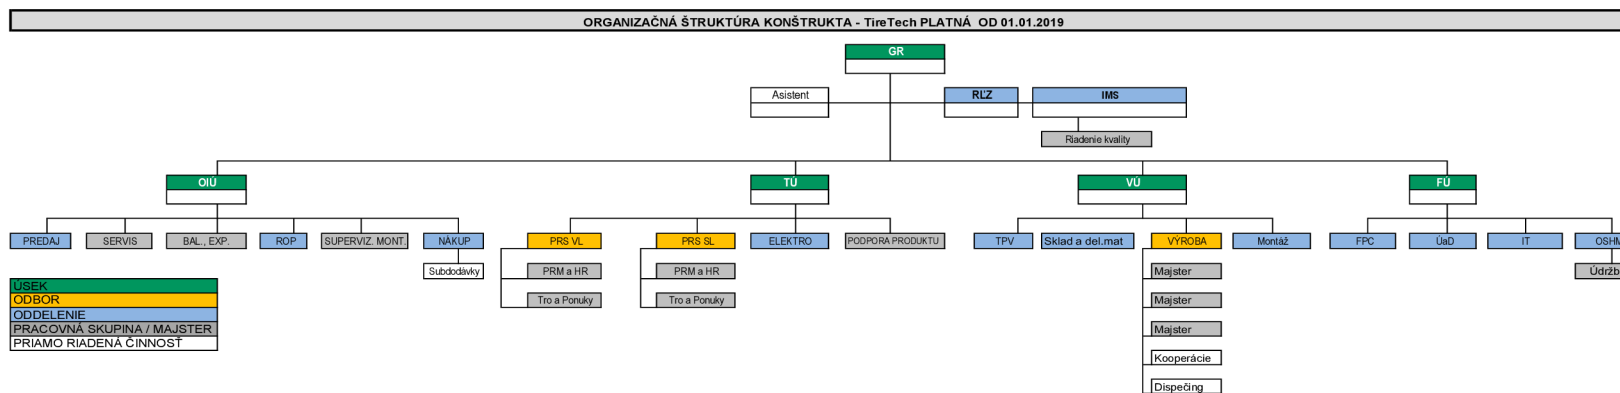 ORGANIZAČNÁ ŠTRUKTÚRA KONŠTRUKTA - TireTech PLATNÁ OD 01.01.2019
GR
Asistent
RĽZ
IMS
Riadenie kvality
OIÚ
TÚ
VÚ
FÚ
PREDAJ
SERVIS
BAL., EXP.
ROP
SUPERVIZ. MONT.
NÁKUP
PRS VL
PRS SL
ELEKTRO
PODPORA PRODUKTU
TPV
Sklad a del.mat
VÝROBA
Montáž
FPC
ÚaD
IT
OSHM
Subdodávky
PRM a HR
PRM a HR
Majster
Údržb
Tro a Ponuky
Tro a Ponuky
Majster
Majster
Kooperácie
Dispečing
ÚSEK
ODBOR
ODDELENIE
PRACOVNÁ SKUPINA / MAJSTER
PRIAMO RIADENÁ ČINNOSŤ